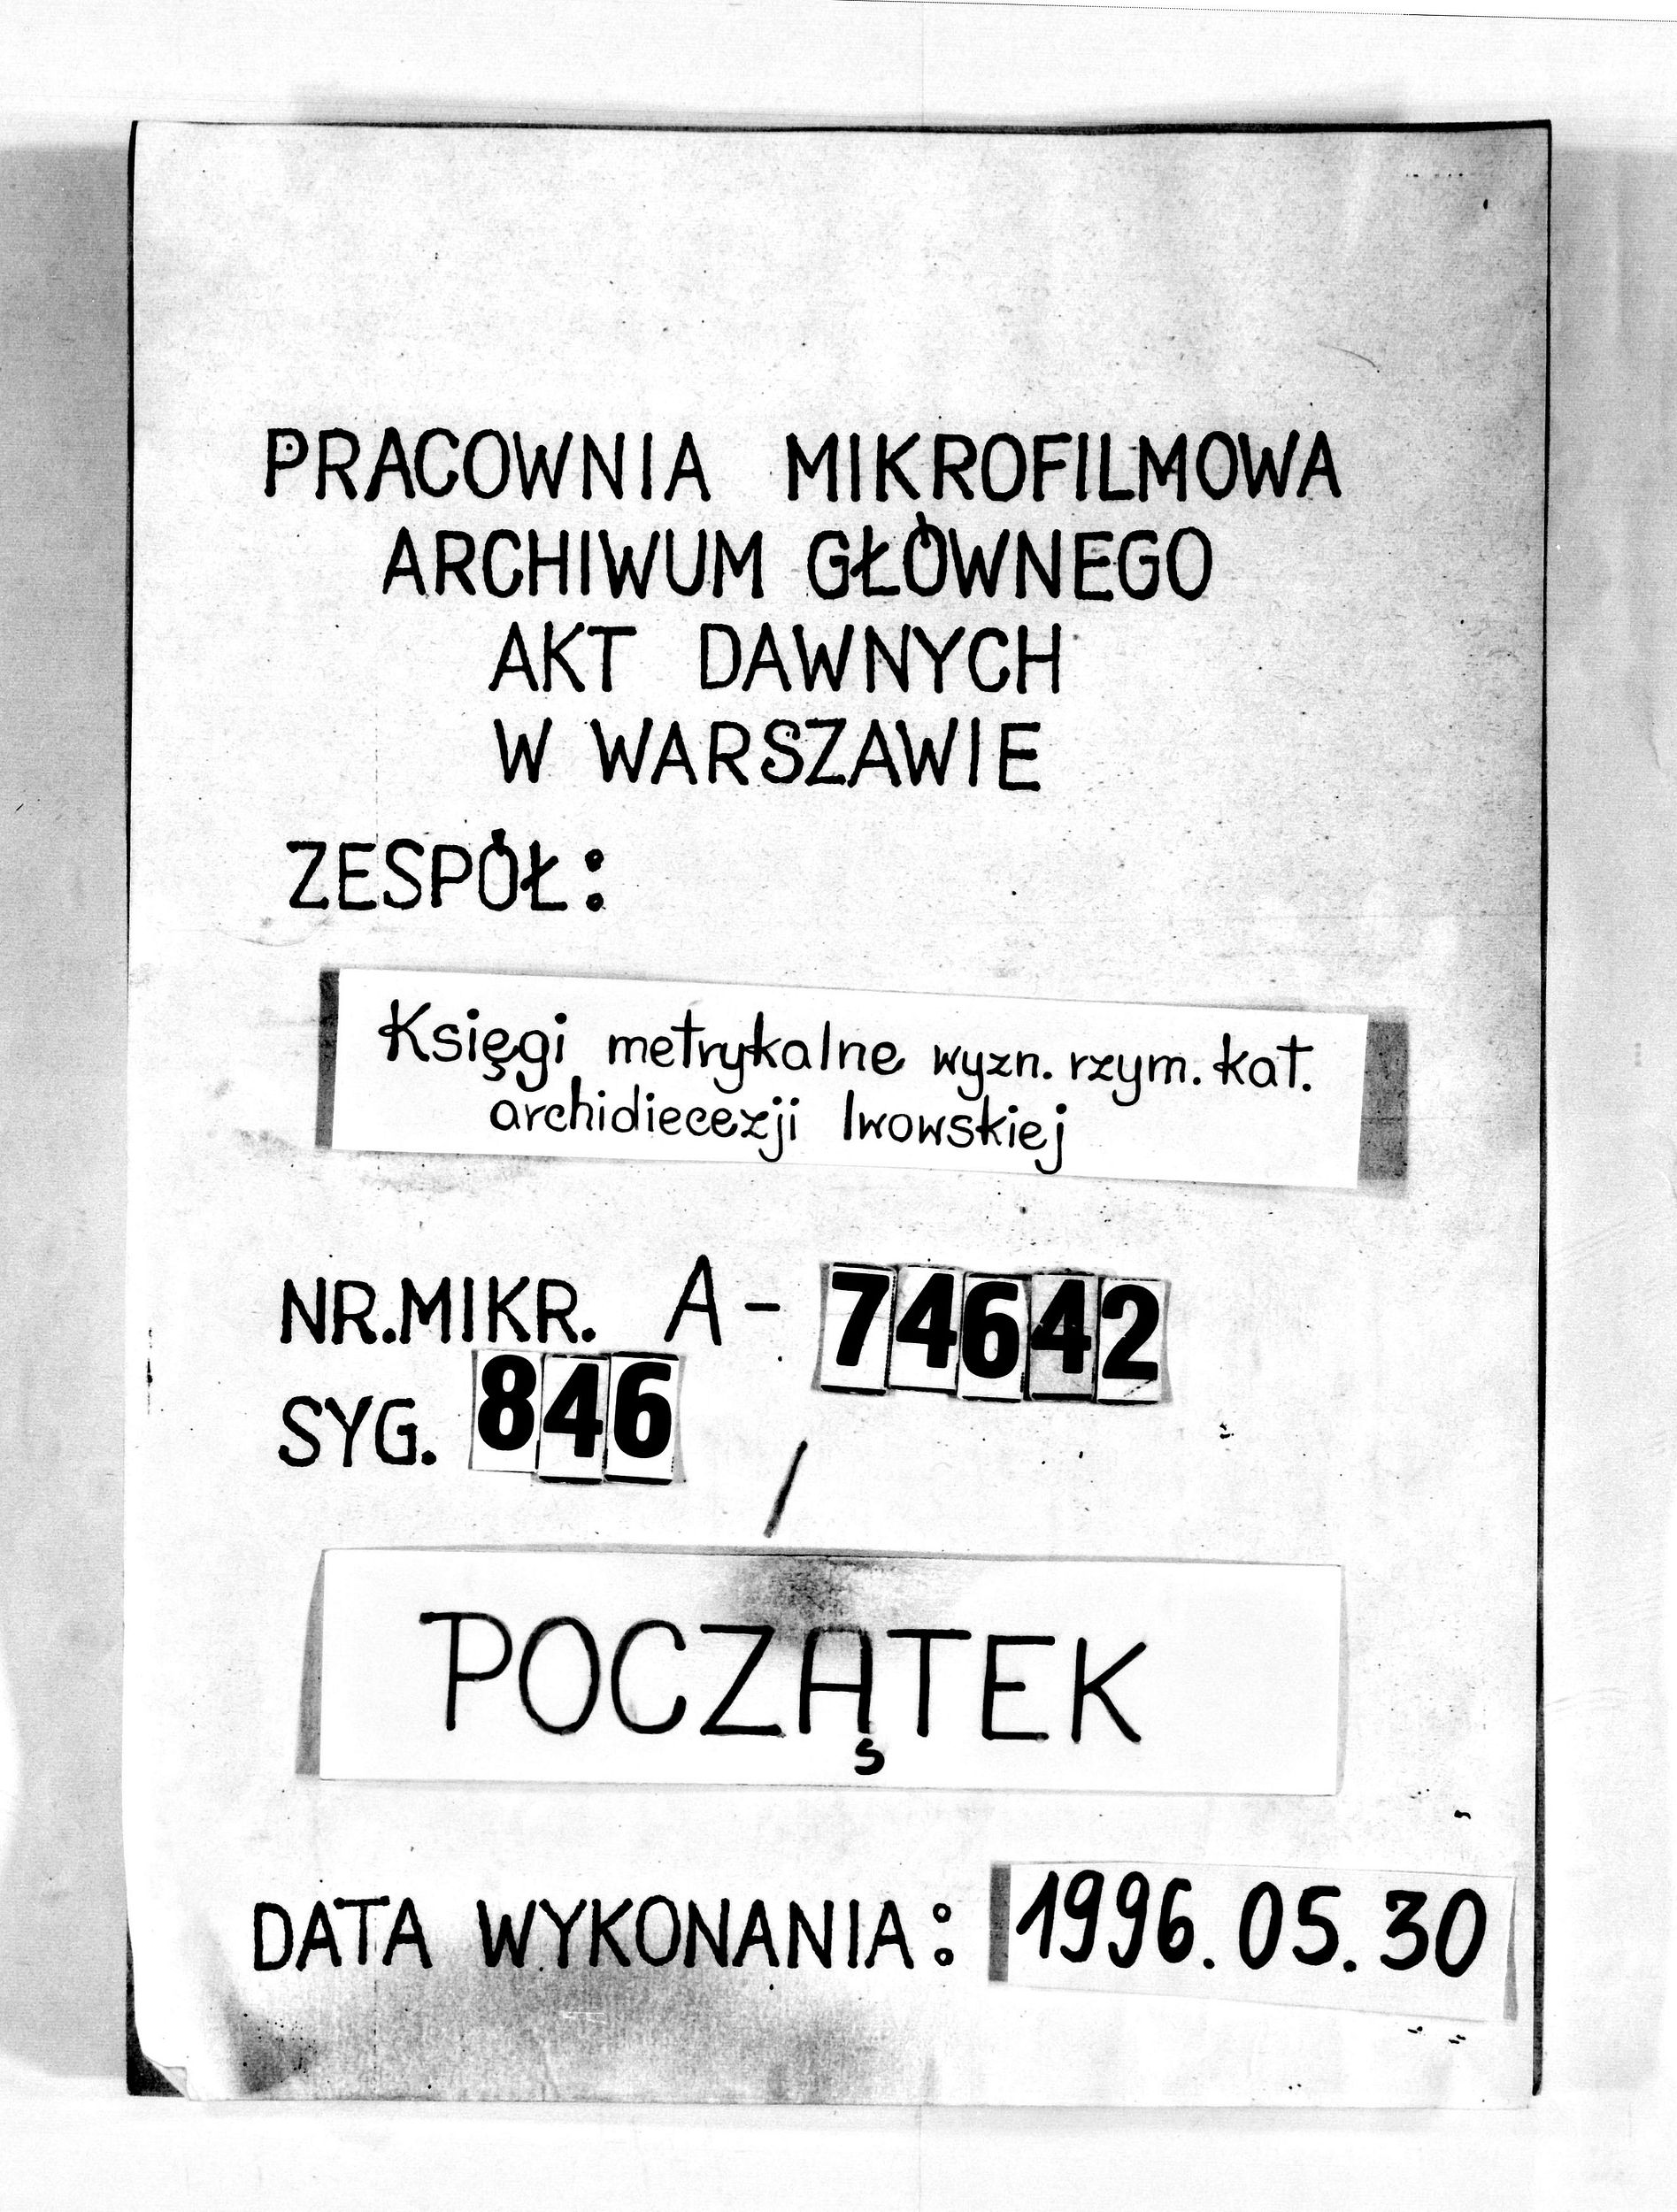 PRACOWNIA MIKROFILMOWA
ARCHIWUM GŁÓWNEGO
AKT DAWNYCH
W WARSZAWIE
ZESPÓŁ:
Księgi metrykalne wyzn. rzym. kat.
archidiecezji lwowskiej
NR.MIKR. A- 74642
SYG. 846
POCZĄTEK
DATA WYKONANIA: 1996.05.30